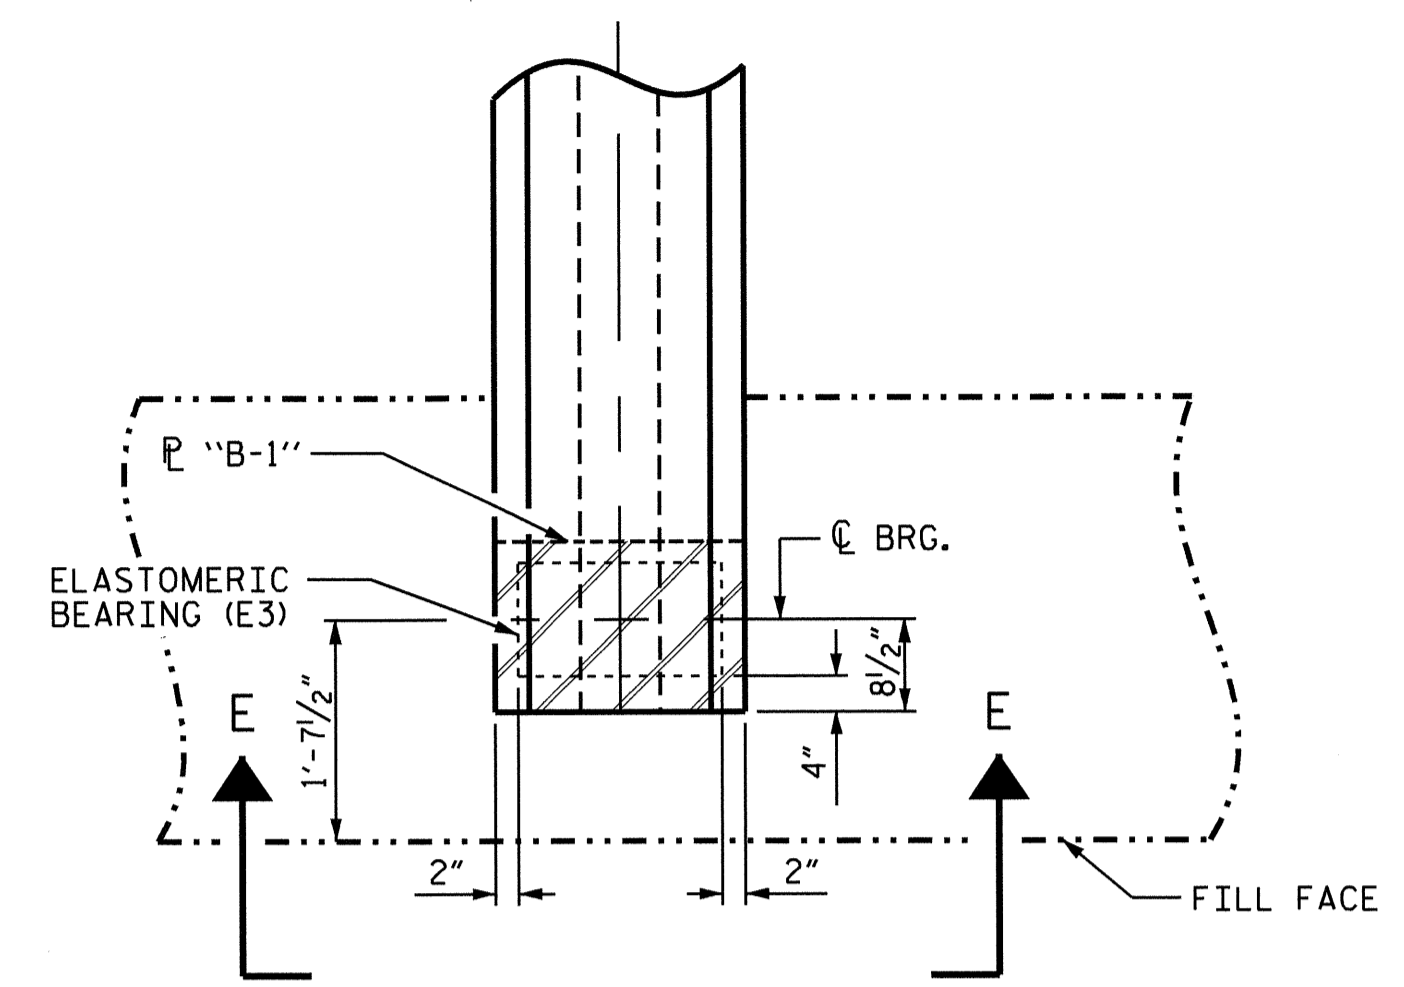 ℄ BRG.
PL ''B-1''
ELASTOMERIC
BEARING (E3)
8½"
1'-7½"
E
E
4"
2"
2"
FILL FACE